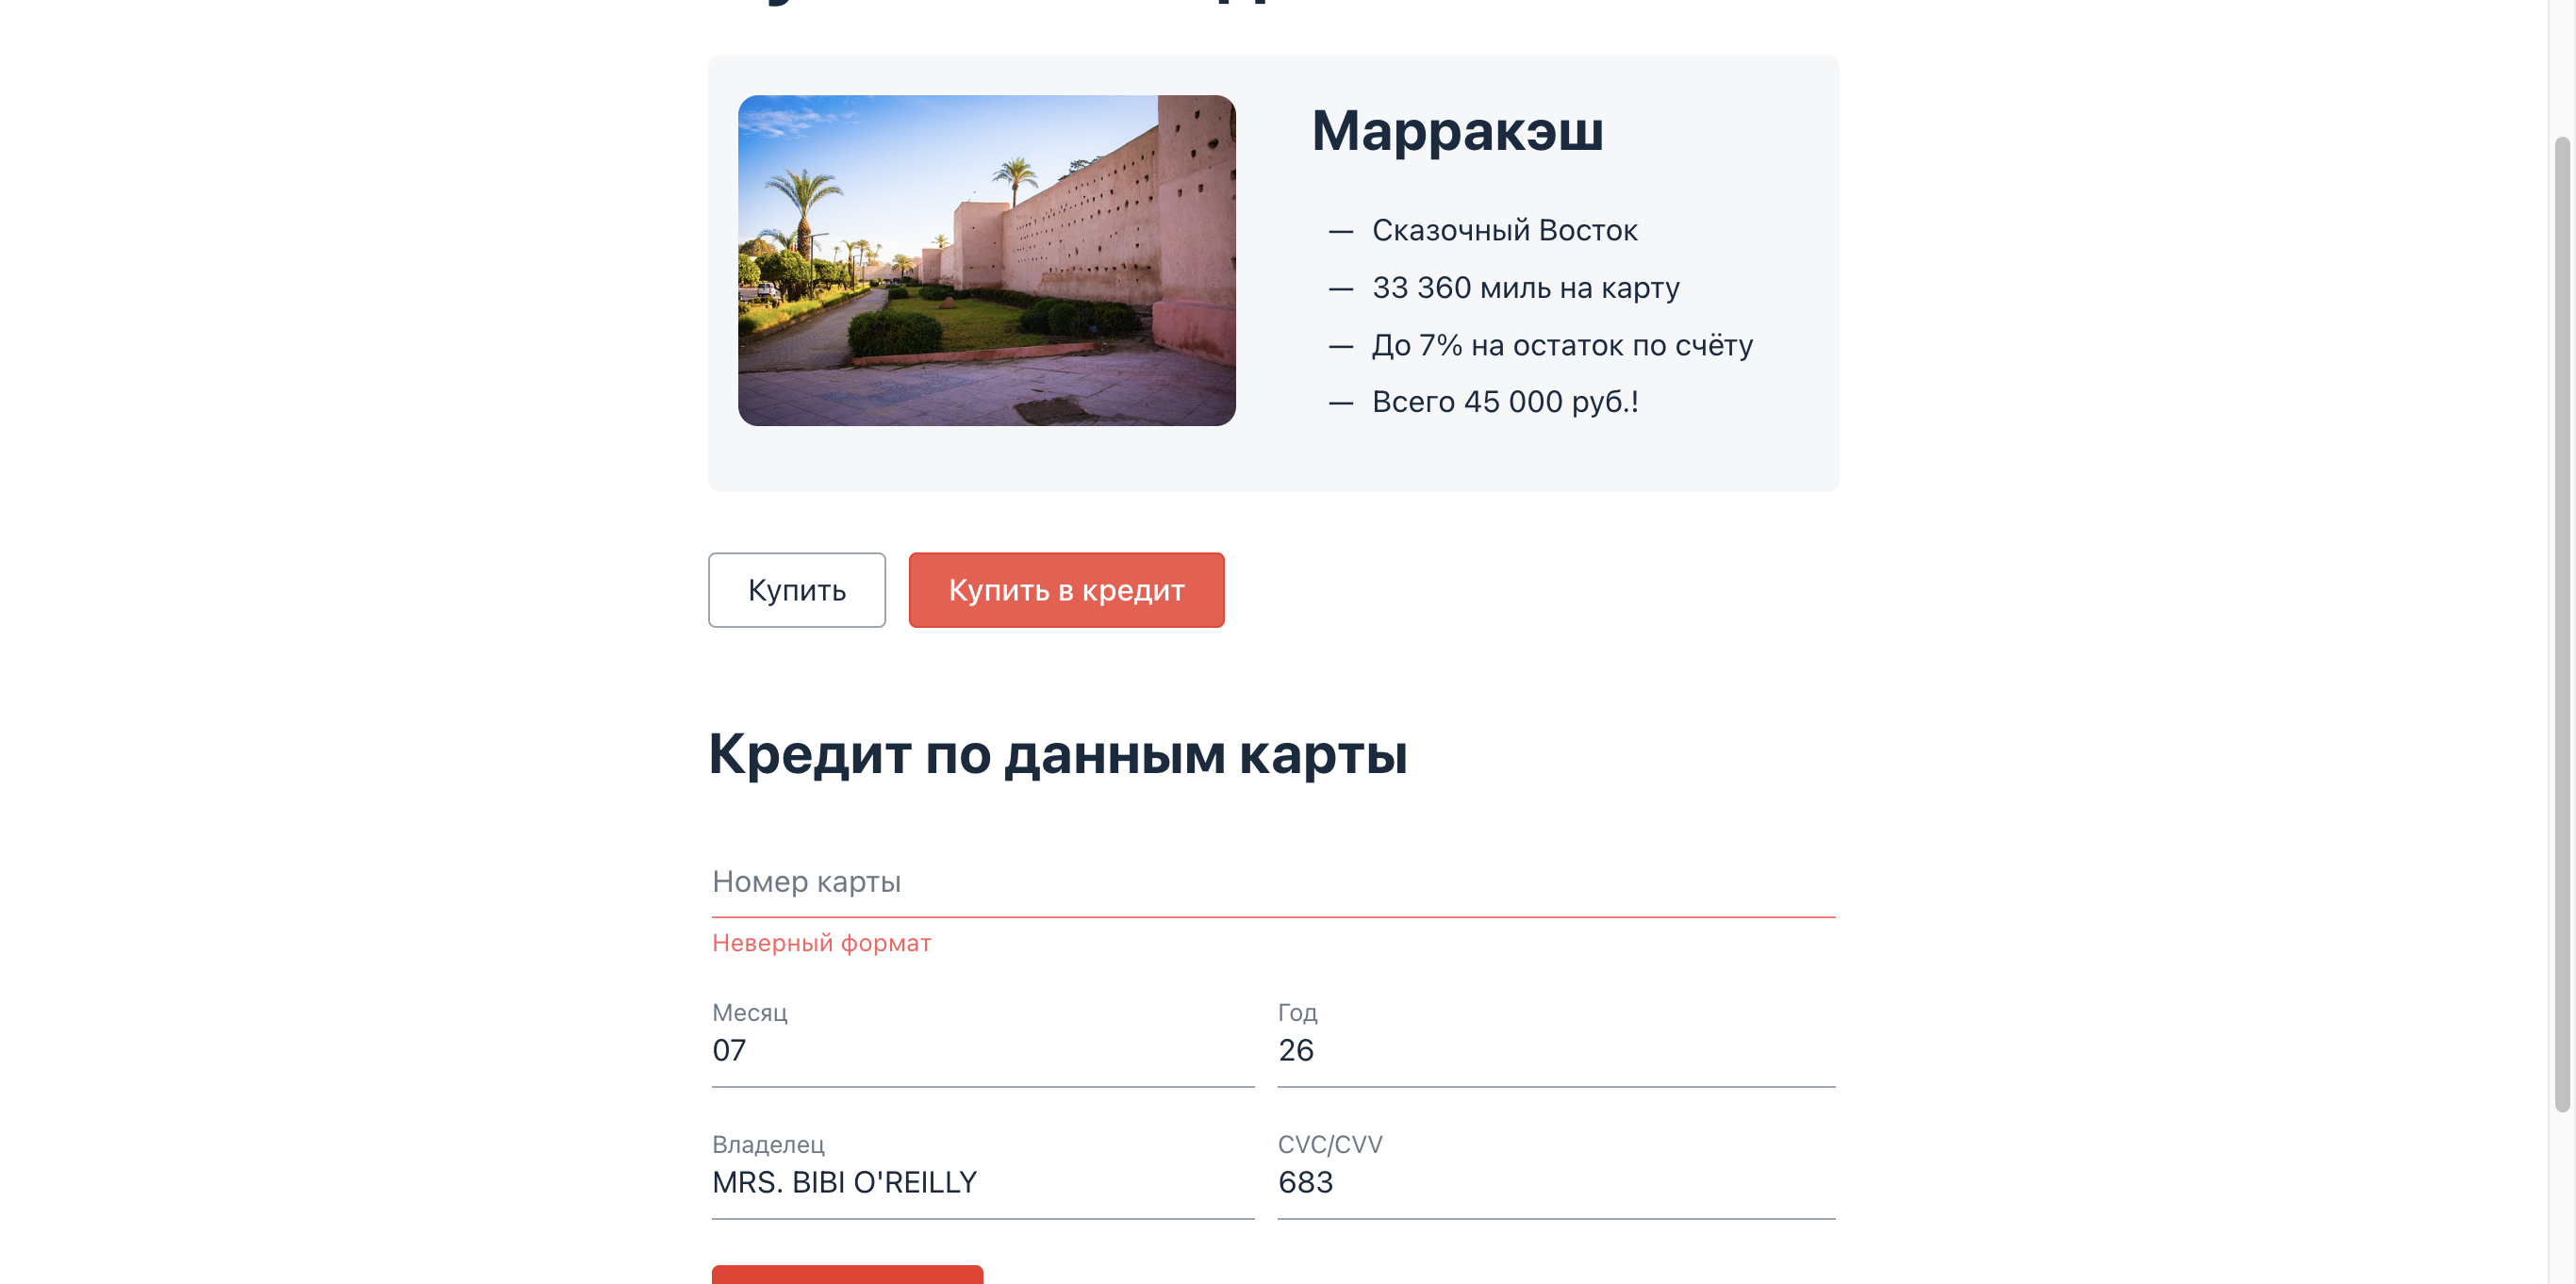 Марракэш
— Сказочный Восток
— 33 360 миль на карту
— До 7% на остаток по счёту
— Всего 45 000 руб.!
Купить Купить в кредит
Кредит по данным карты
Номер карты
Неверный формат
Месяц Год
07 26
Владелец CVC/CVV
MRS. BIBI O'REILLY 683